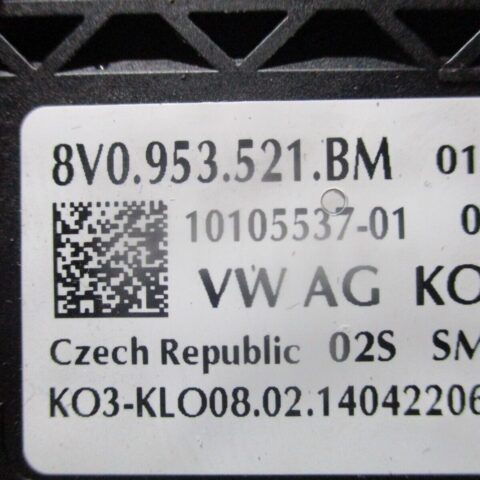 8V0.953.521.BM 01
10105537-01 0
VW AG KO
Czech Republic 02S SM
KO3-KLO08.02.14042206